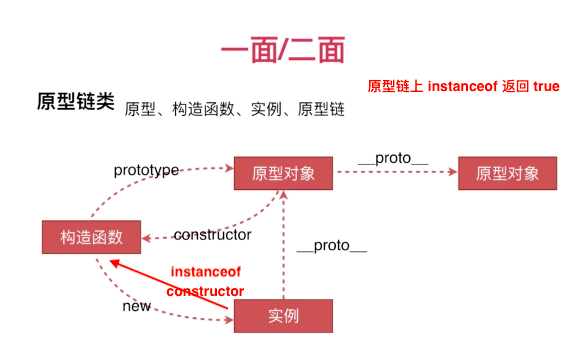 一面/二面
原型链上 instanceof 返回 true
原型链类 原型、构造函数、实例、原型链
prototype
原型对象
__proto__
原型对象
构造函数
constructor
__proto__
instanceof
constructor
new
实例